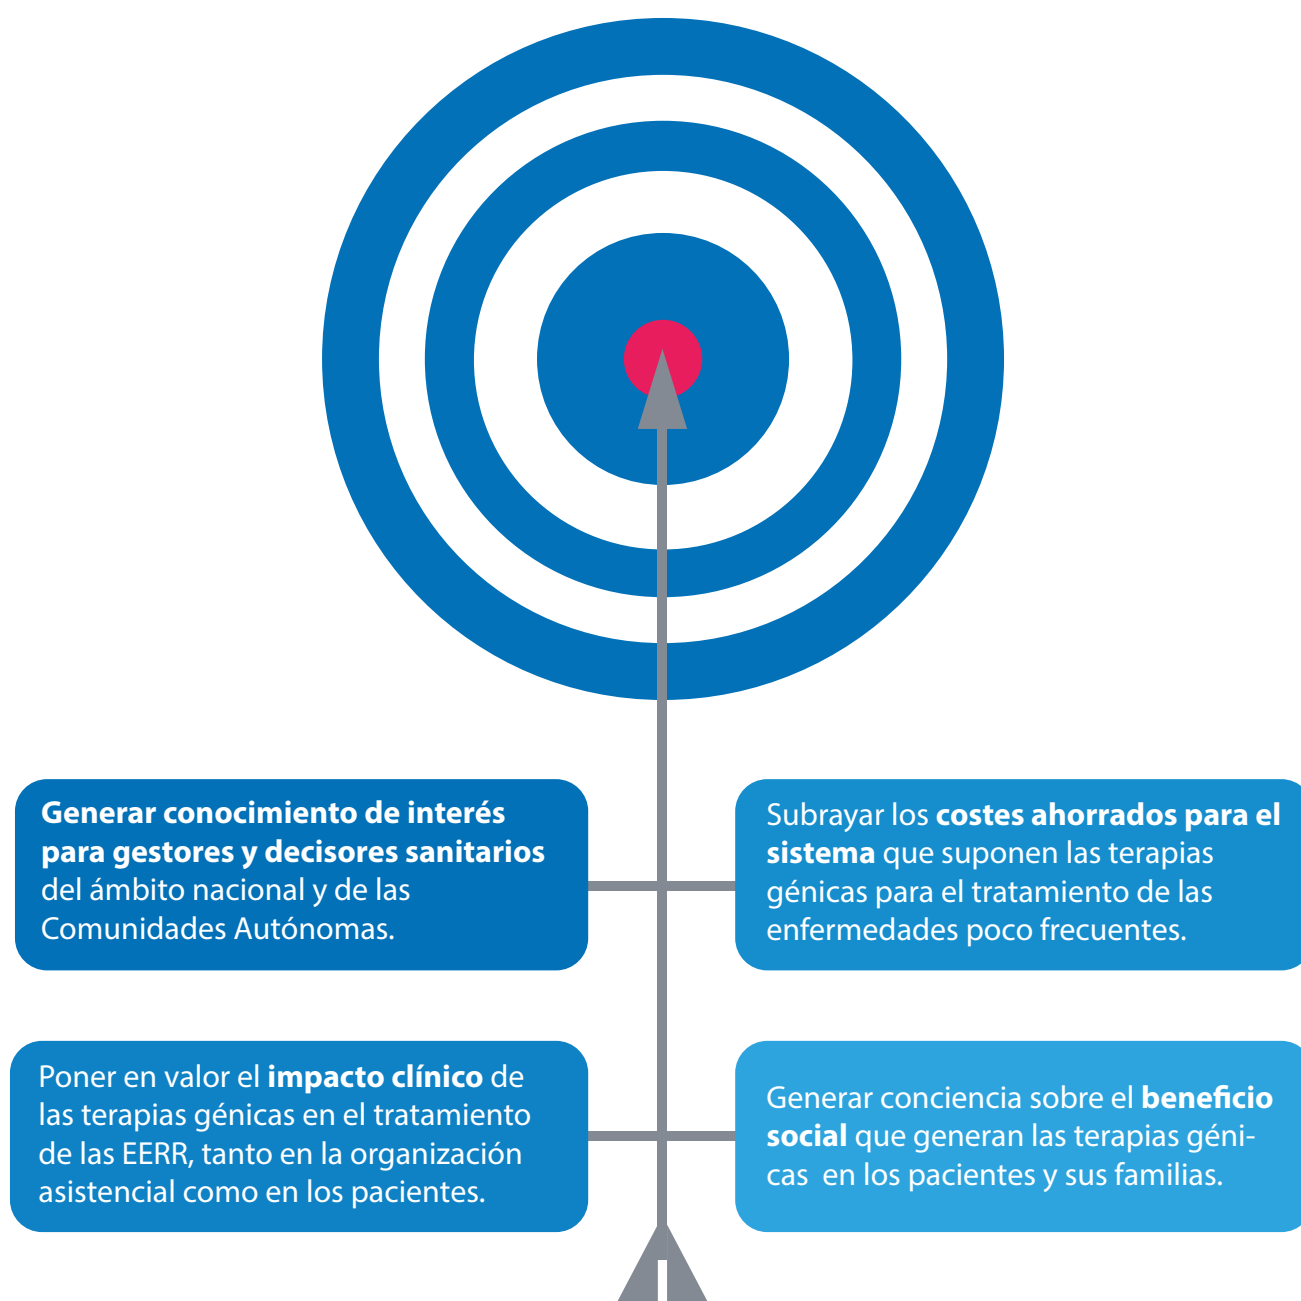 Generar conocimiento de interés
para gestores y decisores sanitarios
del ámbito nacional y de las
Comunidades Autónomas.
Subrayar los costes ahorrados para el
sistema que suponen las terapias
génicas para el tratamiento de las
enfermedades poco frecuentes.
Poner en valor el impacto clínico de
las terapias génicas en el tratamiento
de las EERR, tanto en la organización
asistencial como en los pacientes.
Generar conciencia sobre el beneficio
social que generan las terapias géni-
cas en los pacientes y sus familias.